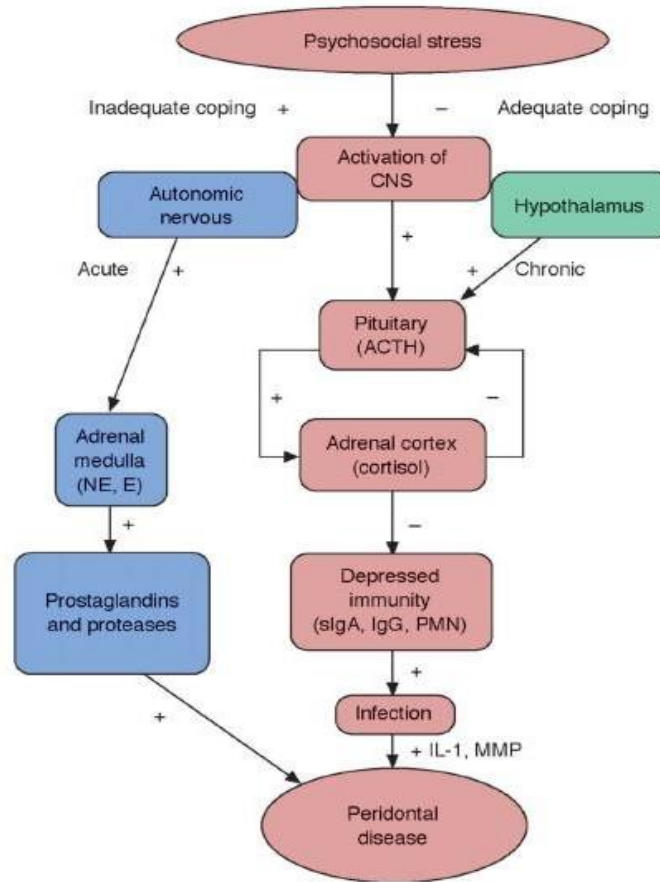 Psychosocial stress
Inadequate coping + − Adequate coping
Activation of
CNS
Autonomic
nervous
Hypothalamus
+
Acute +
+ Chronic
Pituitary
(ACTH)
+
−
Adrenal
medulla
(NE, E)
Adrenal cortex
(cortisol)
+
−
Prostaglandins
and proteases
Depressed
immunity
(sIgA, IgG, PMN)
+
Infection
+
+ IL-1, MMP
Peridontal
disease